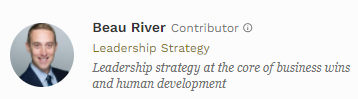 Beau River Contributor
Leadership Strategy
Leadership strategy at the core of business wins
and human development